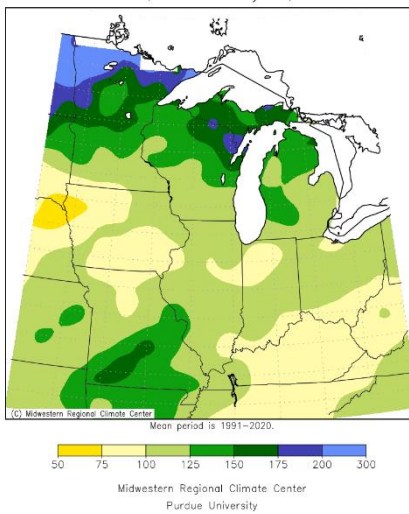 (C) Midwestern Regional Climate Center
Mean period is 1991-2020.
50 75 100 125 150 175 200 300
Midwestern Regional Climate Center
Purdue University